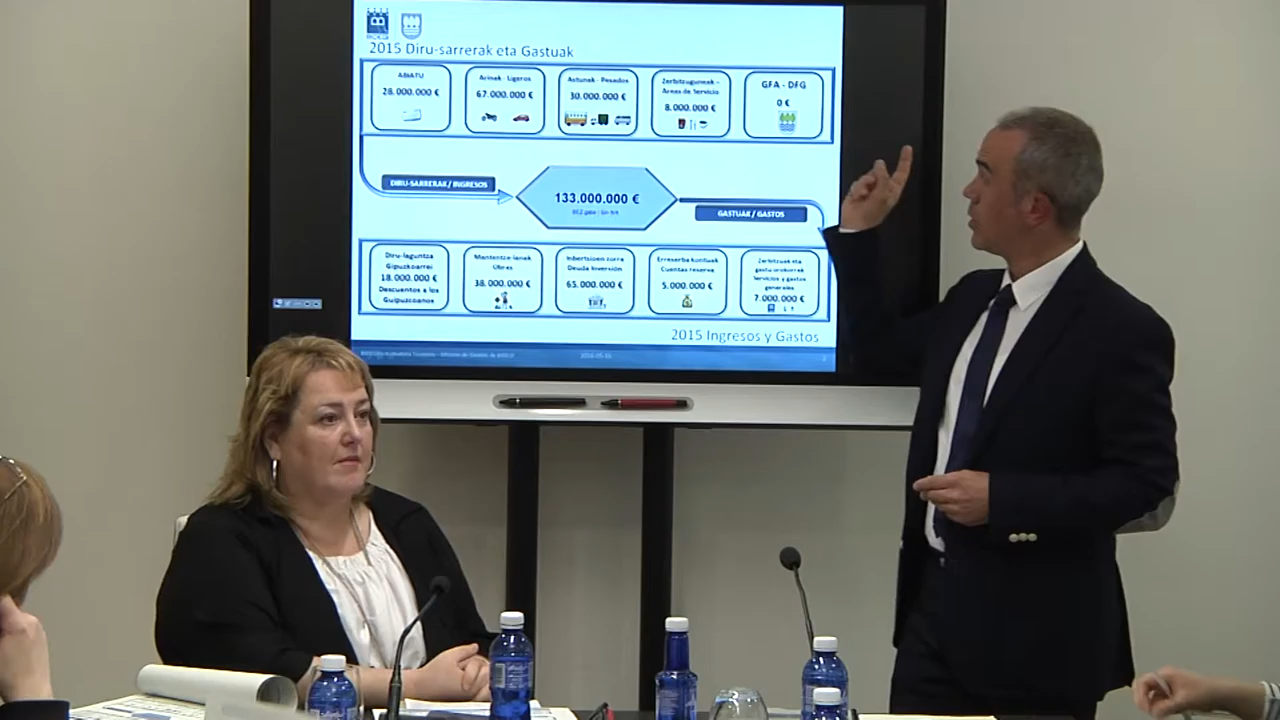 2015 Diru-sarrerak eta Gastuak
ABIATU
28.000.000 €
Arinak - Ligeros
67.000.000 €
Astunak - Pesados
30.000.000 €
Zerbitzuguneak -
Areas de Servicio
8.000.000 €
GFA - DFG
0 €
DIRU-SARRERAK / INGRESOS
133.000.000 €
GASTUAK / GASTOS
Diru-laguntza
Gipuzkoarrei
18.000.000 €
Descuentos a los
Guipuzcoanos
Mantentze-lanak
Obras
38.000.000 €
Inbertsioen zorra
Deuda Inversión
65.000.000 €
Erreserba kontuak
Cuentas reserva
5.000.000 €
Zerbitzuak eta
gastu orokorrak
Servicios y gastos
generales
7.000.000 €
2015 Ingresos y Gastos